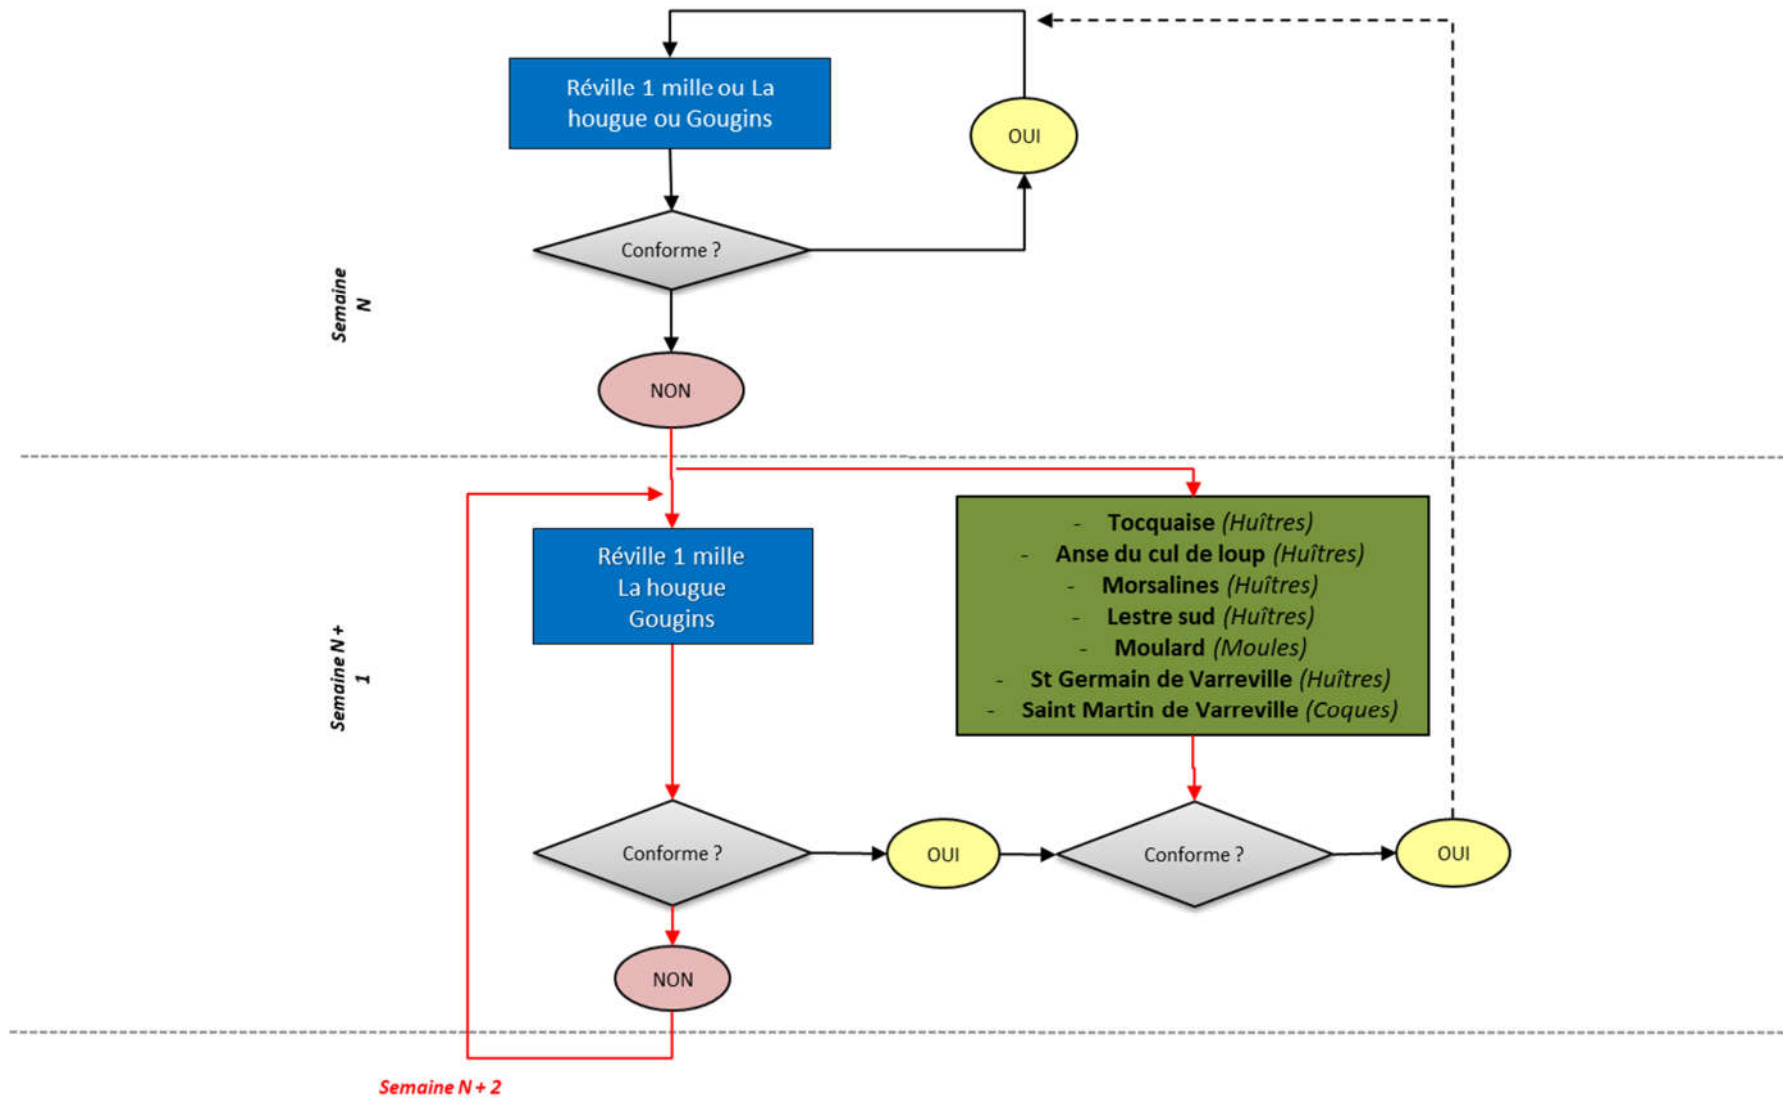 Réville 1 mille ou La
hougue ou Gougins
OUI
Conforme ?
Semaine
N
NON
Réville 1 mille
La hougue
Gougins
- Tocquaise (Huîtres)
- Anse du cul de loup (Huîtres)
- Morsalines (Huîtres)
- Lestre sud (Huîtres)
- Moulard (Moules)
- St Germain de Varreville (Huîtres)
- Saint Martin de Varreville (Coques)
Semaine N +
1
Conforme ?
OUI
Conforme ?
OUI
NON
Semaine N + 2